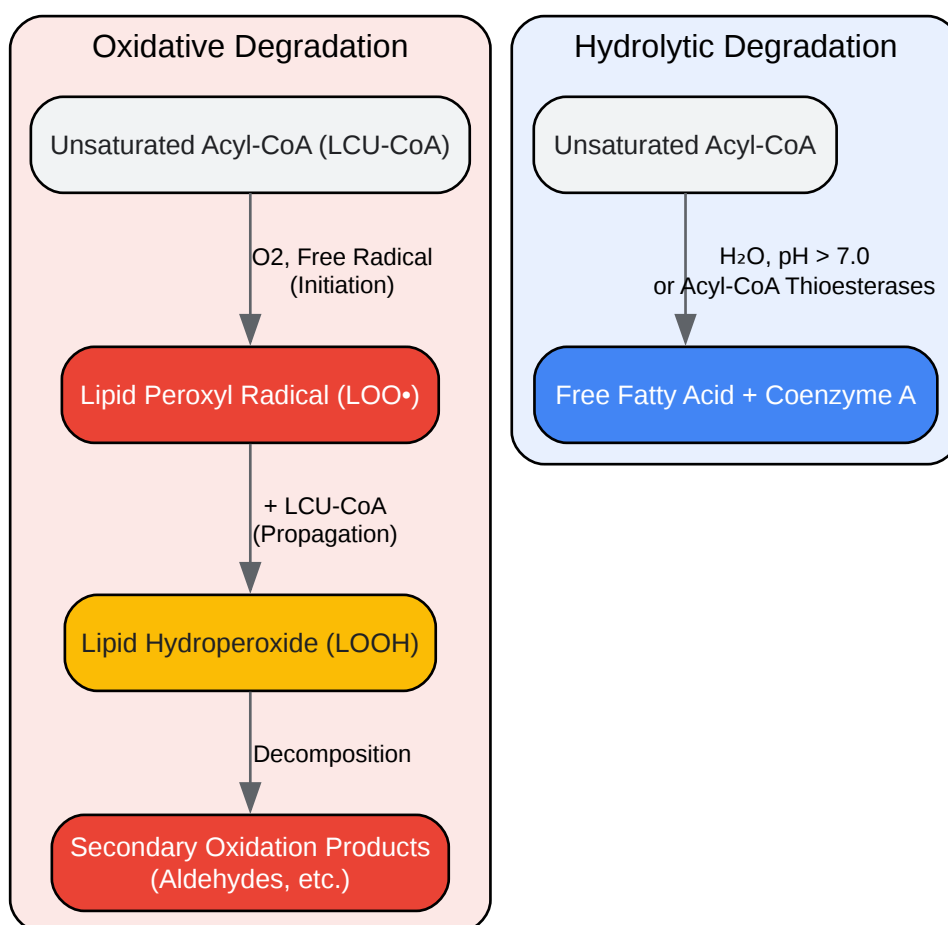 Oxidative Degradation
Unsaturated Acyl-CoA (LCU-CoA)
O2, Free Radical
(Initiation)
Lipid Peroxyl Radical (LOO•)
+ LCU-CoA
(Propagation)
Lipid Hydroperoxide (LOOH)
Decomposition
Secondary Oxidation Products
(Aldehydes, etc.)
Hydrolytic Degradation
Unsaturated Acyl-CoA
H₂O, pH > 7.0
or Acyl-CoA Thioesterases
Free Fatty Acid + Coenzyme A